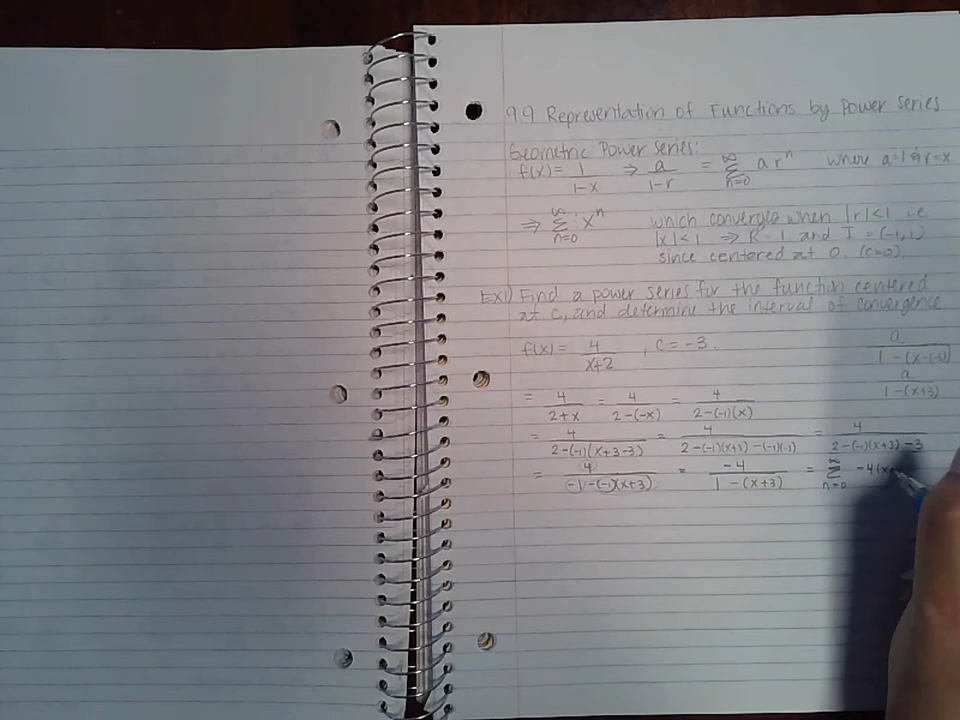 9.9 Representation of Functions by Power Series
Geometric Power Series:
f(x) = 1/(1-x) ⇒ a/(1-r) = ∞∑n=0 a r^n where a=1 & r=x
⇒ ∞∑n=0 x^n which converges when |r|<1 i.e.
|x|<1 ⇒ R=1 and I = (-1,1)
since centered at 0. (c=0).
EX1) Find a power series for the function centered
at c, and determine the interval of convergence
f(x) = 4/(x+2), c = -3.
a/(1-(x-(-3))
a/(1-(x+3))
= 4/(2+x) = 4/(2-(-x)) = 4/(2-(-1)(x))
= 4/(2-(-1)(x+3-3)) = 4/(2-(-1)(x+3)-(-1)(-3)) = 4/(2-(-1)(x+3)-3)
= 4/(-1-(-1)(x+3)) = -4/(1-(x+3)) = ∞∑n=0 -4(x